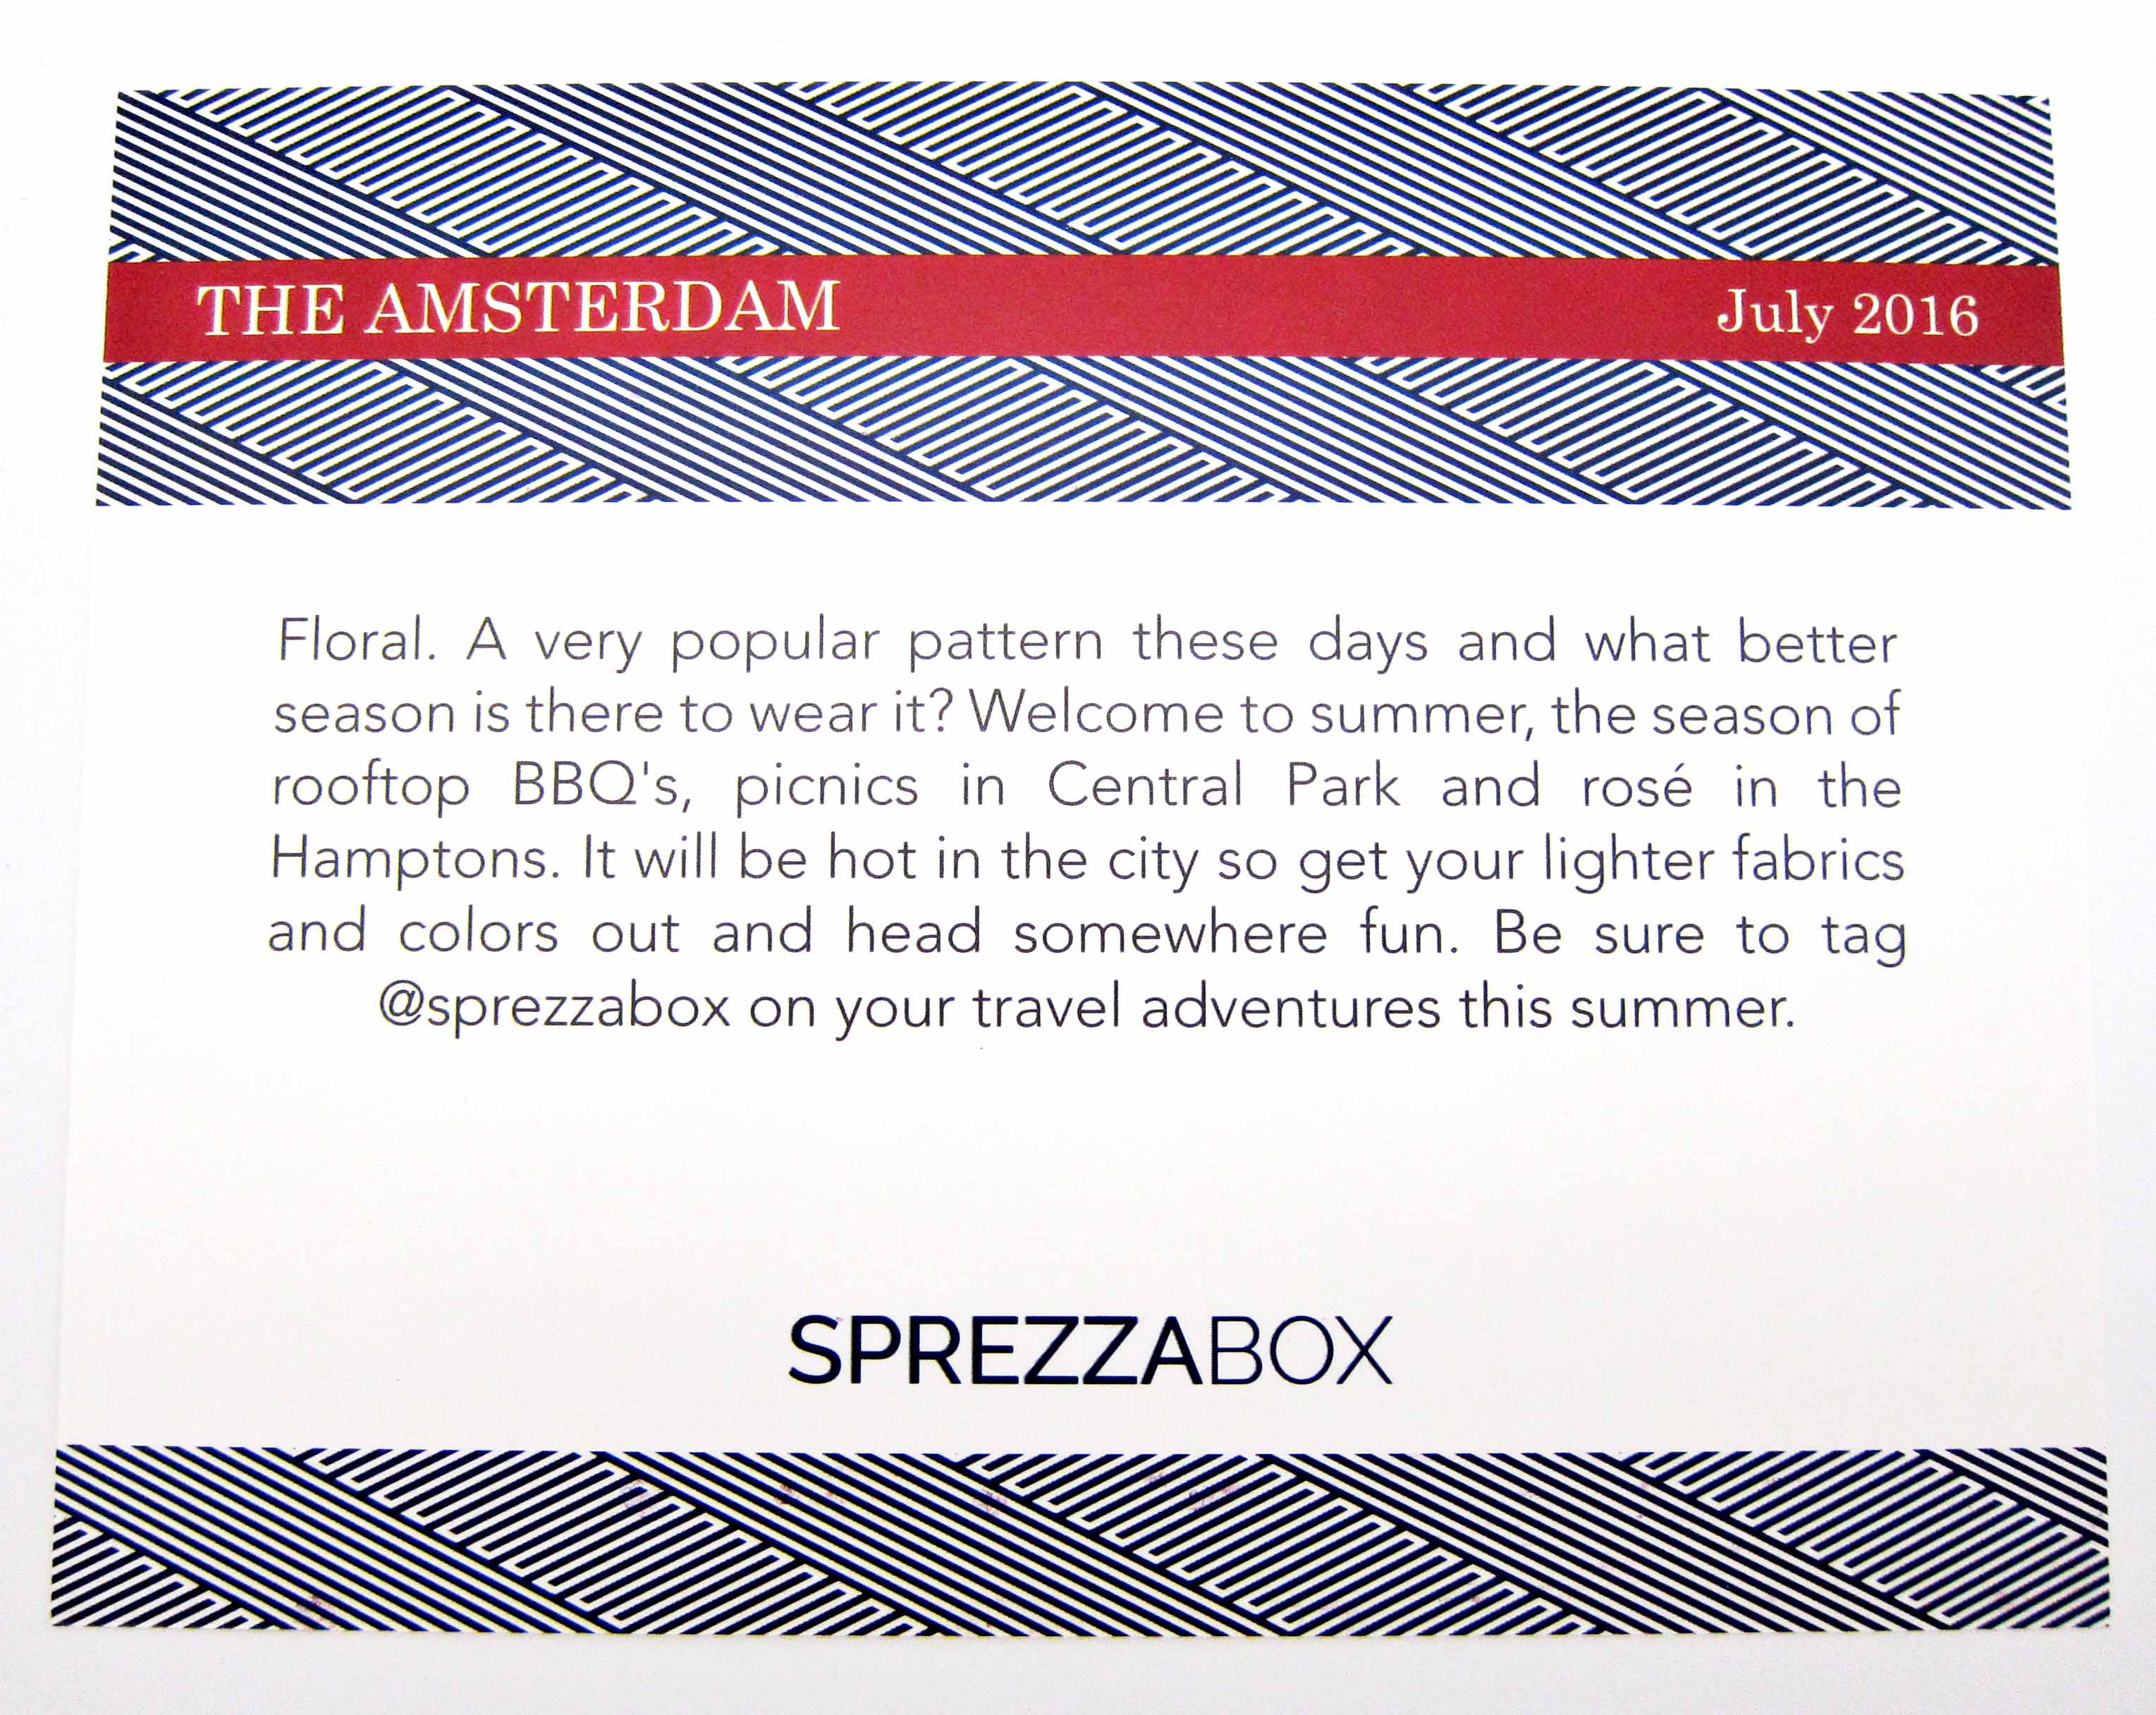 THE AMSTERDAM July 2016
Floral. A very popular pattern these days and what better
season is there to wear it? Welcome to summer, the season of
rooftop BBQ's, picnics in Central Park and rosé in the
Hamptons. It will be hot in the city so get your lighter fabrics
and colors out and head somewhere fun. Be sure to tag
@sprezzabox on your travel adventures this summer.
SPREZZABOX